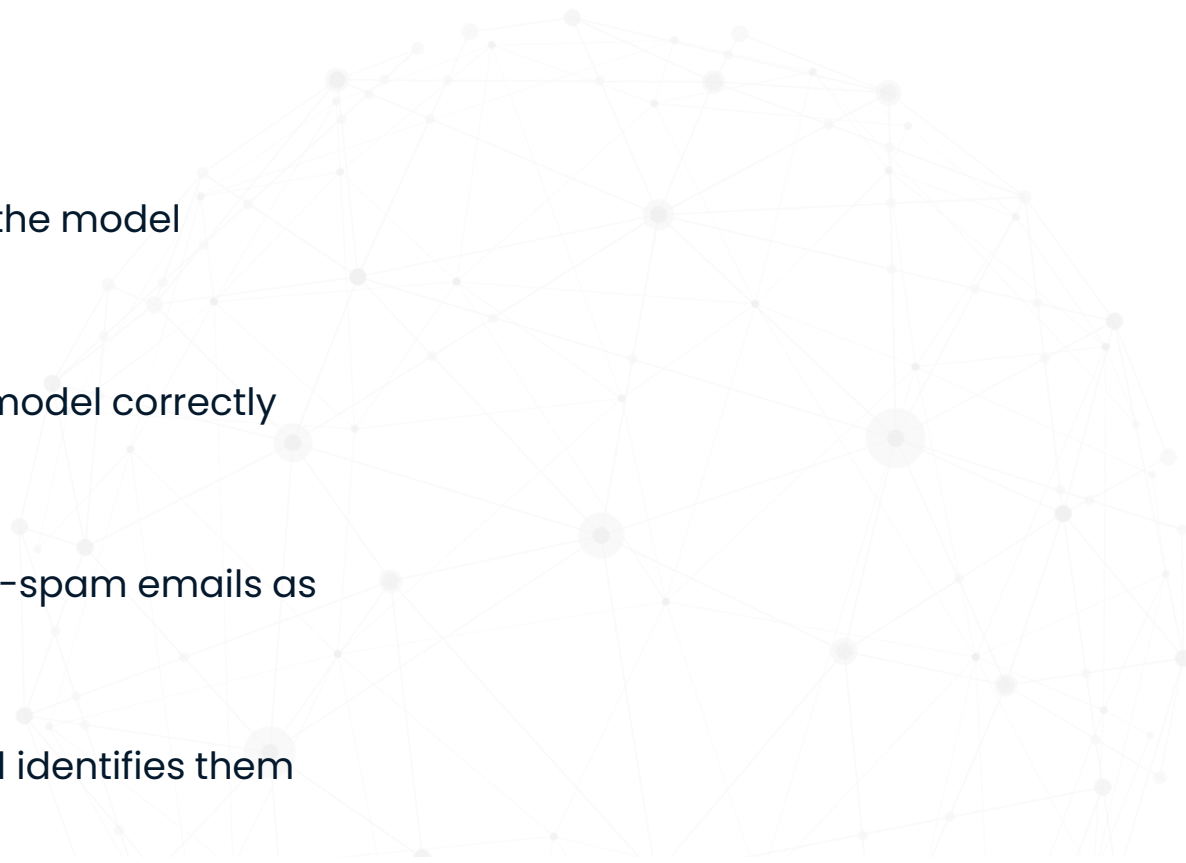 the model
model correctly
-spam emails as
identifies them